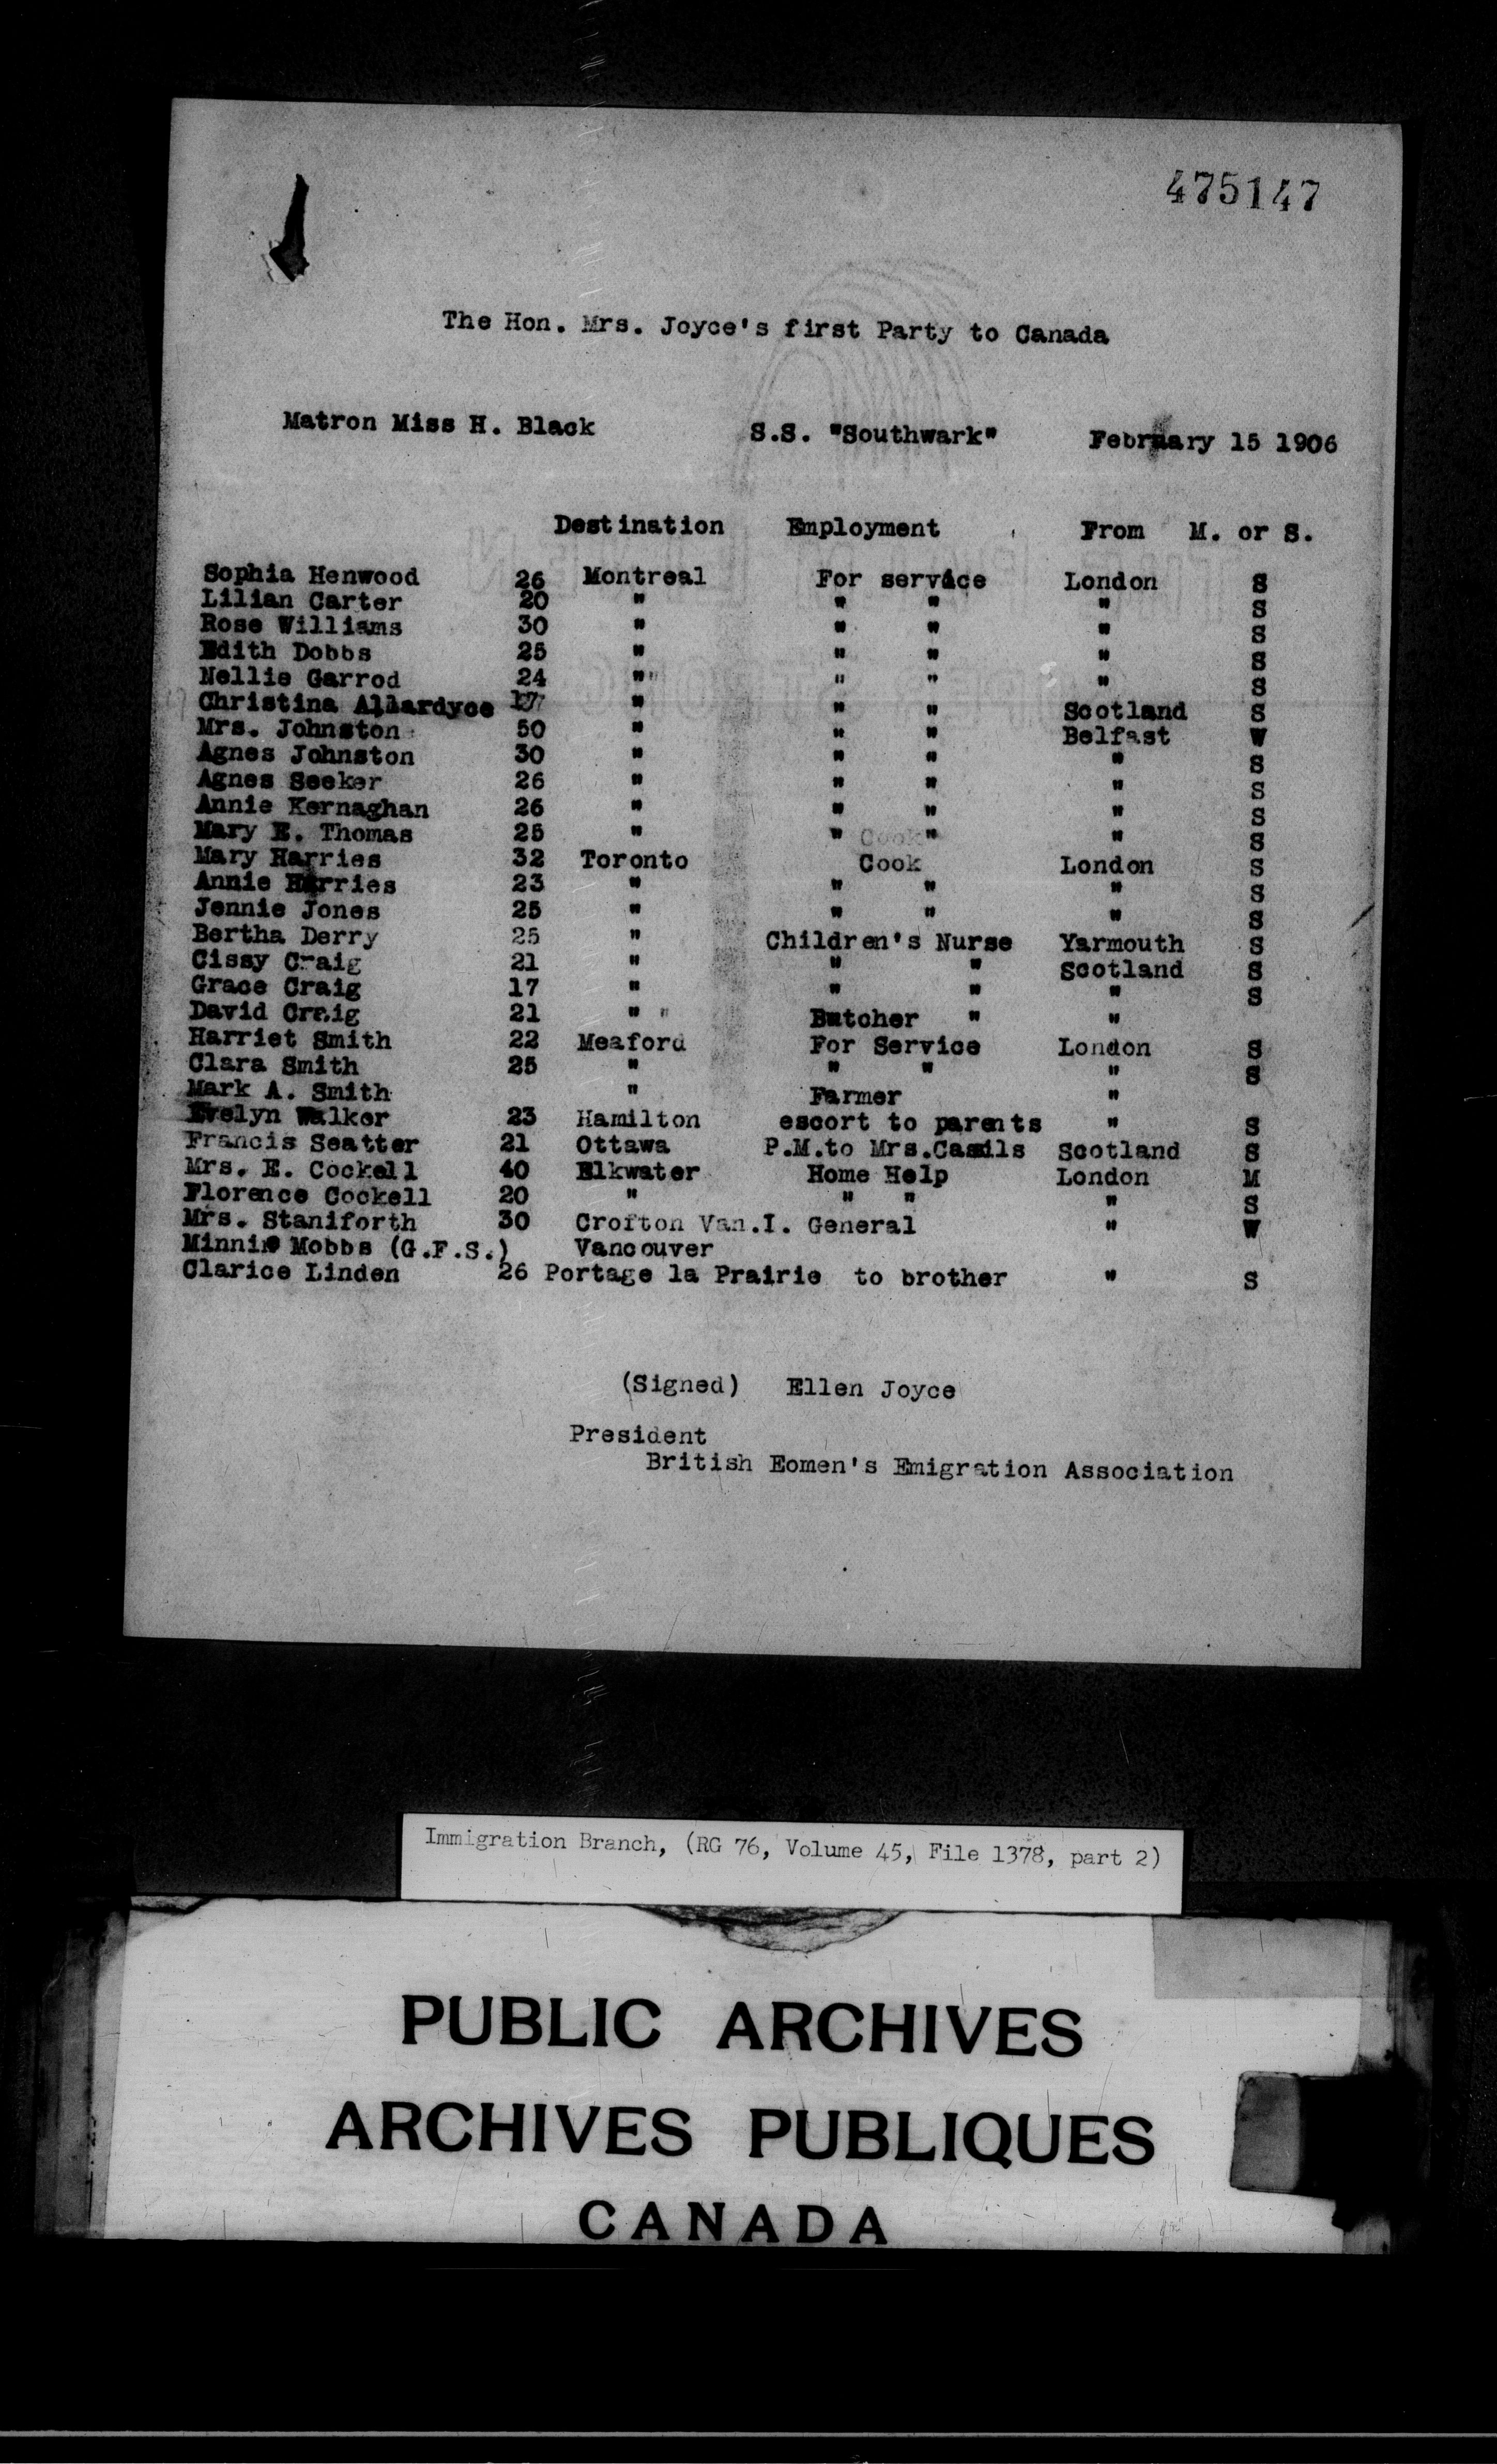 475147
The Hon. Mrs. Joyce's first Party to Canada
Matron Miss H. Black S.S. "Southwark" February 15 1906
Destination Employment From M. or S.
Sophia Henwood 26 Montreal For service London S
Lilian Carter 20 " " " " S
Rose Williams 30 " " " " S
Edith Dobbs 25 " " " " S
Nellie Garrod 24 " " " " S
Christina Allardyce 17 " " " Scotland S
Mrs. Johnston 50 " " " Belfast W
Agnes Johnston 30 " " " " S
Agnes Seeker 26 " " " " S
Annie Kernaghan 26 " " " " S
Mary E. Thomas 25 " " " " S
Mary Harries 32 Toronto Cook London S
Annie Harries 23 " " " " S
Jennie Jones 25 " " " " S
Bertha Derry 25 " Children's Nurse Yarmouth S
Cissy Craig 21 " " " Scotland S
Grace Craig 17 " " " " S
David Craig 21 " " Butcher " "
Harriet Smith 22 Meaford For Service London S
Clara Smith 25 " " " " S
Mark A. Smith " Farmer "
Evelyn Walker 23 Hamilton escort to parents " S
Francis Seatter 21 Ottawa P.M.to Mrs.Cassils Scotland S
Mrs. E. Cockell 40 Elkwater Home Help London M
Florence Cockell 20 " " " " S
Mrs. Staniforth 30 Crofton Van.I. General " W
Minnie Mobbs (G.F.S.) Vancouver
Clarice Linden 26 Portage la Prairie to brother " S
(Signed) Ellen Joyce
President
British Eomen's Emigration Association
Immigration Branch, (RG 76, Volume 45, File 1378, part 2)
PUBLIC ARCHIVES
ARCHIVES PUBLIQUES
CANADA